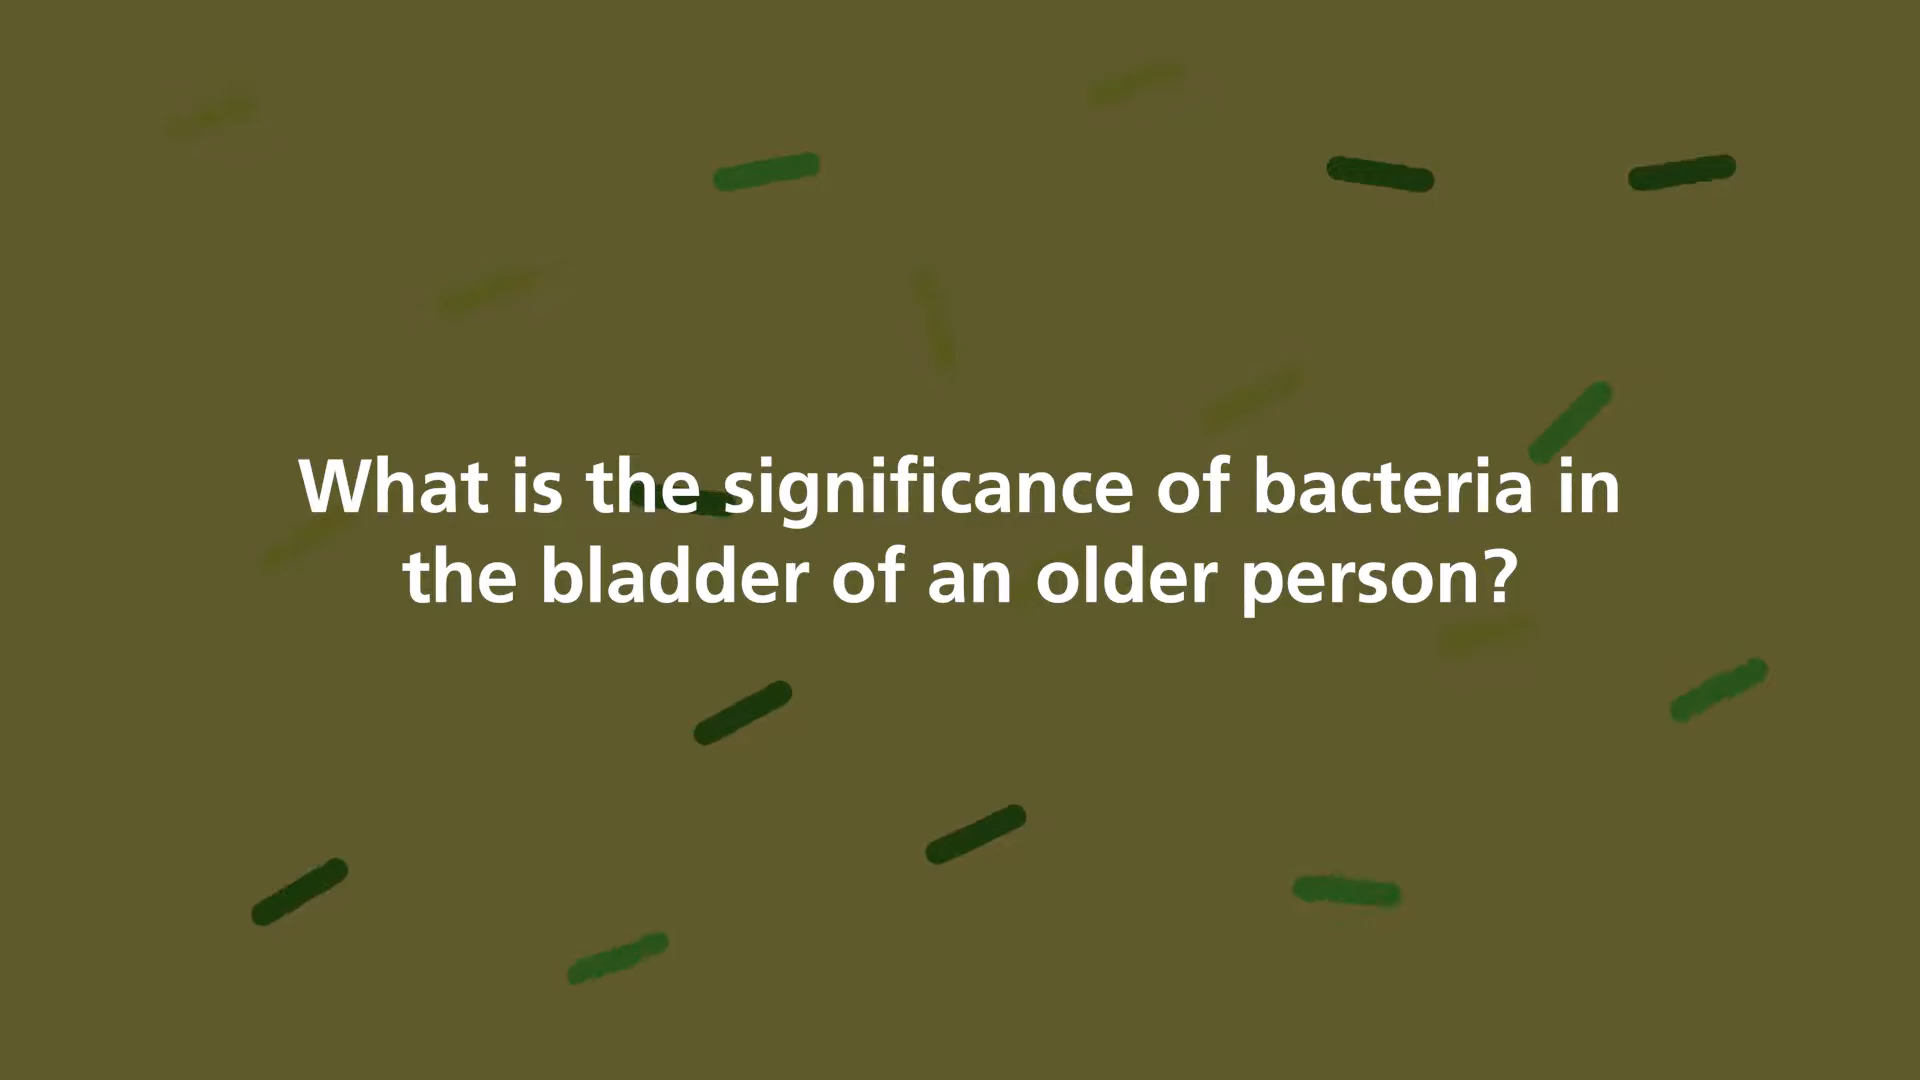 What is the significance of bacteria in
the bladder of an older person?